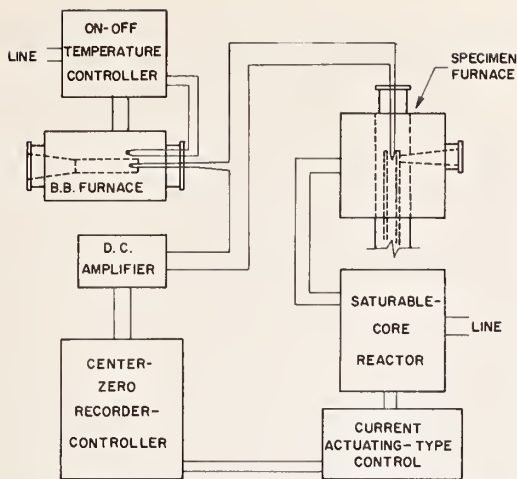 ON-OFF
TEMPERATURE
CONTROLLER
LINE
SPECIMEN
FURNACE
B.B. FURNACE
D. C.
AMPLIFIER
SATURABLE-
CORE
REACTOR
LINE
CENTER-
ZERO
RECORDER-
CONTROLLER
CURRENT
ACTUATING-TYPE
CONTROL